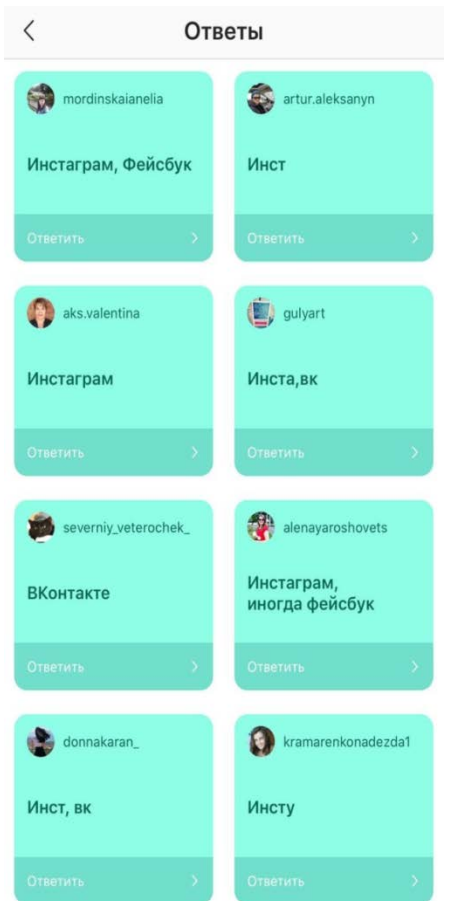 Ответы
mordinskaianelia
Инстаграм, Фейсбук
Ответить
artur.aleksanyn
Инст
Ответить
aks.valentina
Инстаграм
Ответить
gulyart
Инста,вк
Ответить
severniy_veterochek_
ВКонтакте
Ответить
alenayaroshovets
Инстаграм,
иногда фейсбук
Ответить
donnakaran_
Инст, вк
Ответить
kramarenkonadezda1
Инсту
Ответить